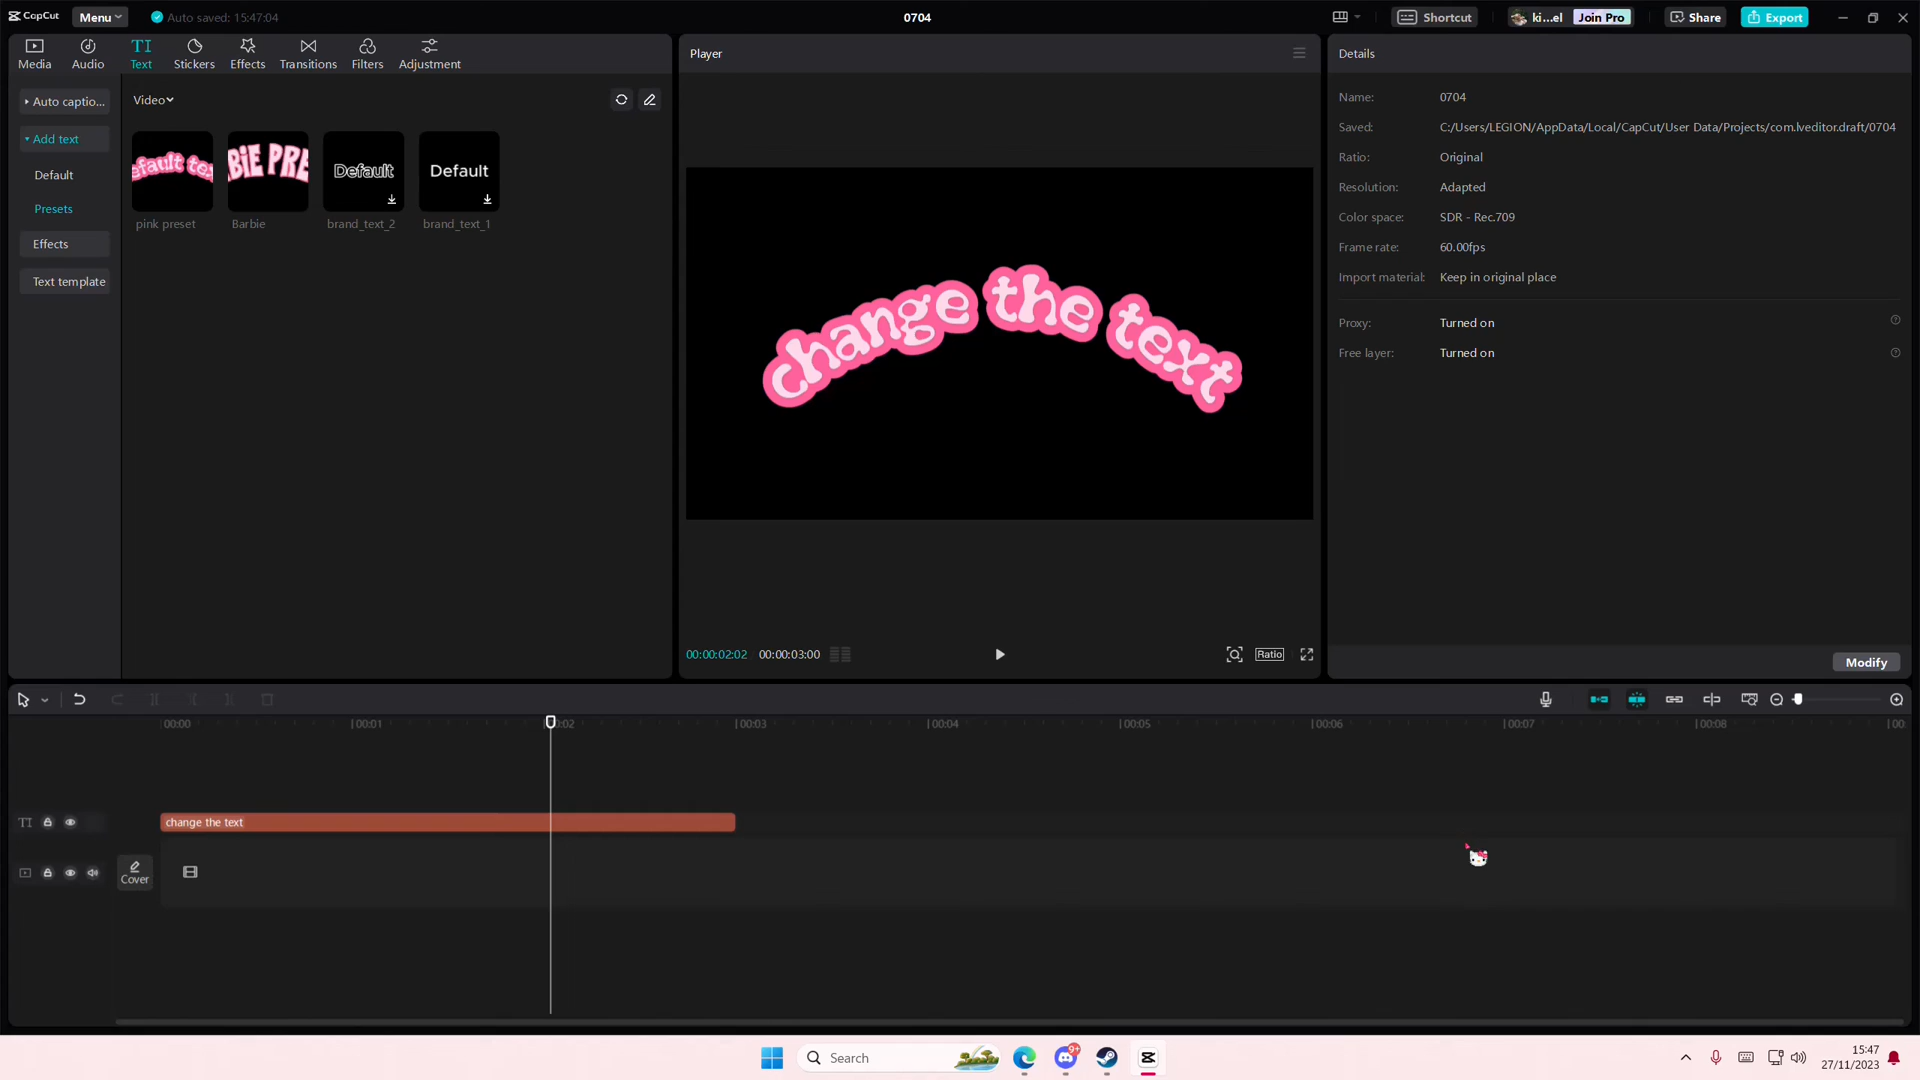 CapCut Menu Auto saved: 15:47:04 0704 Shortcut ki...el Join Pro Share Export
Media Audio TI Text Stickers Effects Transitions Filters Adjustment
Player
Details
Auto captio...
Add text
Default
Presets
Effects
Text template
Video
efault te
BIE PRE
Default
Default
pink preset Barbie brand_text_2 brand_text_1
change the text
00:00:02:02 00:00:03:00 Ratio
Name: 0704
Saved: C:/Users/LEGION/AppData/Local/CapCut/User Data/Projects/com.lveditor.draft/0704
Ratio: Original
Resolution: Adapted
Color space: SDR - Rec.709
Frame rate: 60.00fps
Import material: Keep in original place
Proxy: Turned on
Free layer: Turned on
Modify
00:00 00:01 00:02 00:03 00:04 00:05 00:06 00:07 00:08 00:
TI change the text
Cover
Search 9+ 15:47
27/11/2023